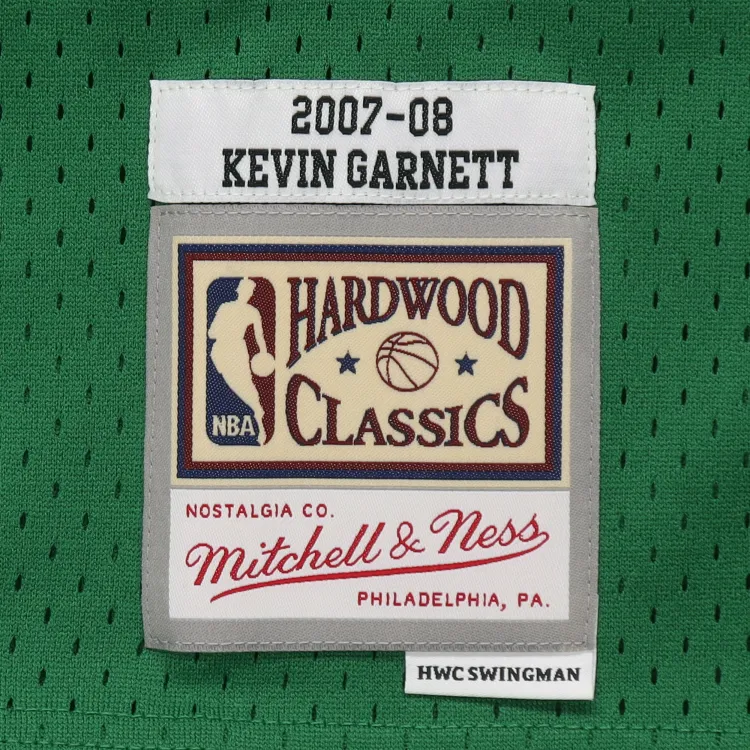 2007-08
KEVIN GARNETT
HARDWOOD
NBA
CLASSICS
NOSTALGIA CO.
Mitchell & Ness
PHILADELPHIA, PA.
HWC SWINGMAN